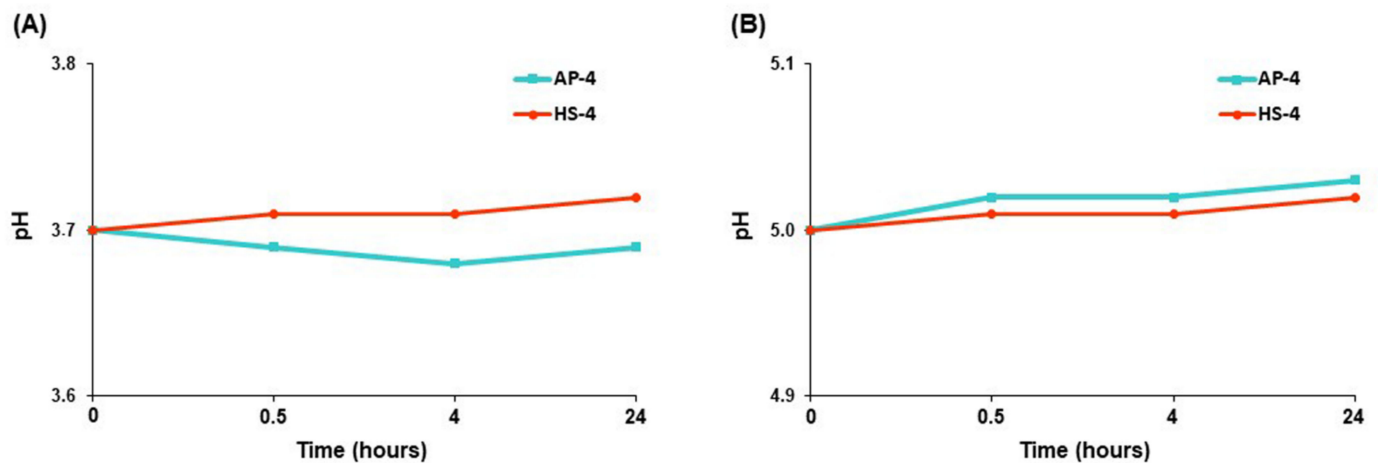 (A)
3.8
3.7
3.6
pH
AP-4
HS-4
0 0.5 4 24
Time (hours)
(B)
5.1
5.0
4.9
pH
AP-4
HS-4
0 0.5 4 24
Time (hours)